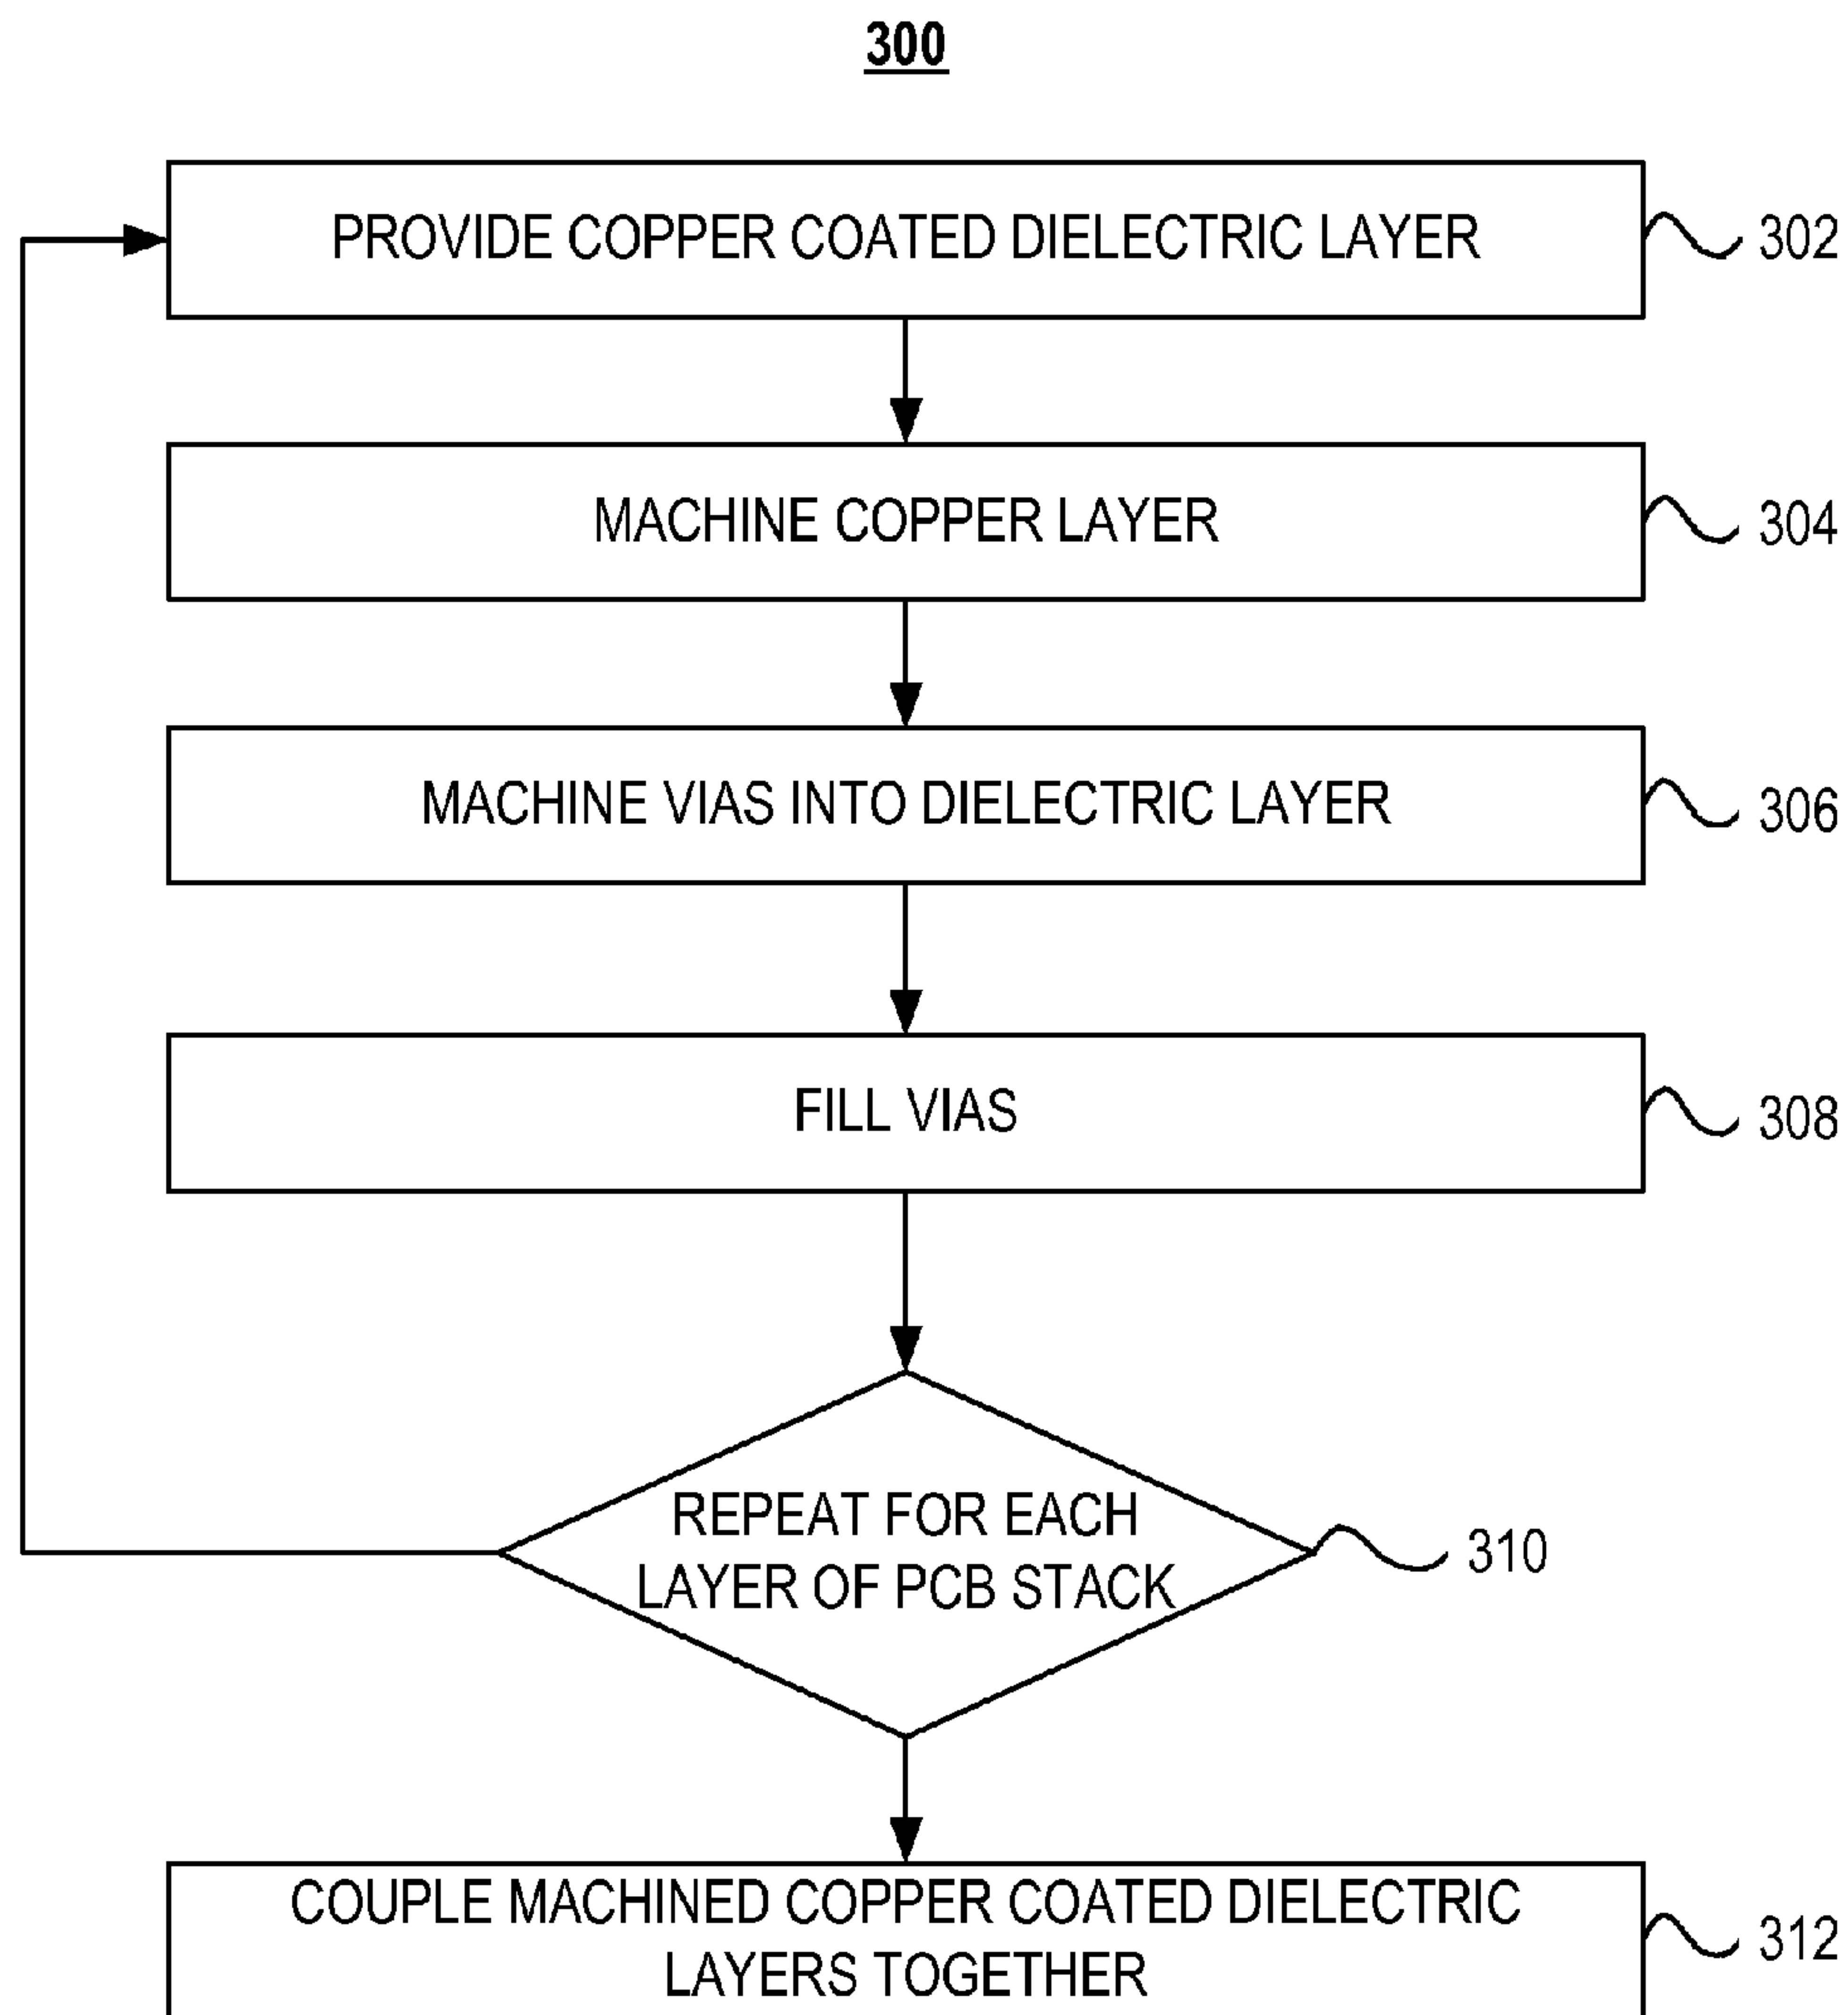 300
PROVIDE COPPER COATED DIELECTRIC LAYER
302
MACHINE COPPER LAYER
304
MACHINE VIAS INTO DIELECTRIC LAYER
306
FILL VIAS
308
REPEAT FOR EACH
LAYER OF PCB STACK
310
COUPLE MACHINED COPPER COATED DIELECTRIC
LAYERS TOGETHER
312